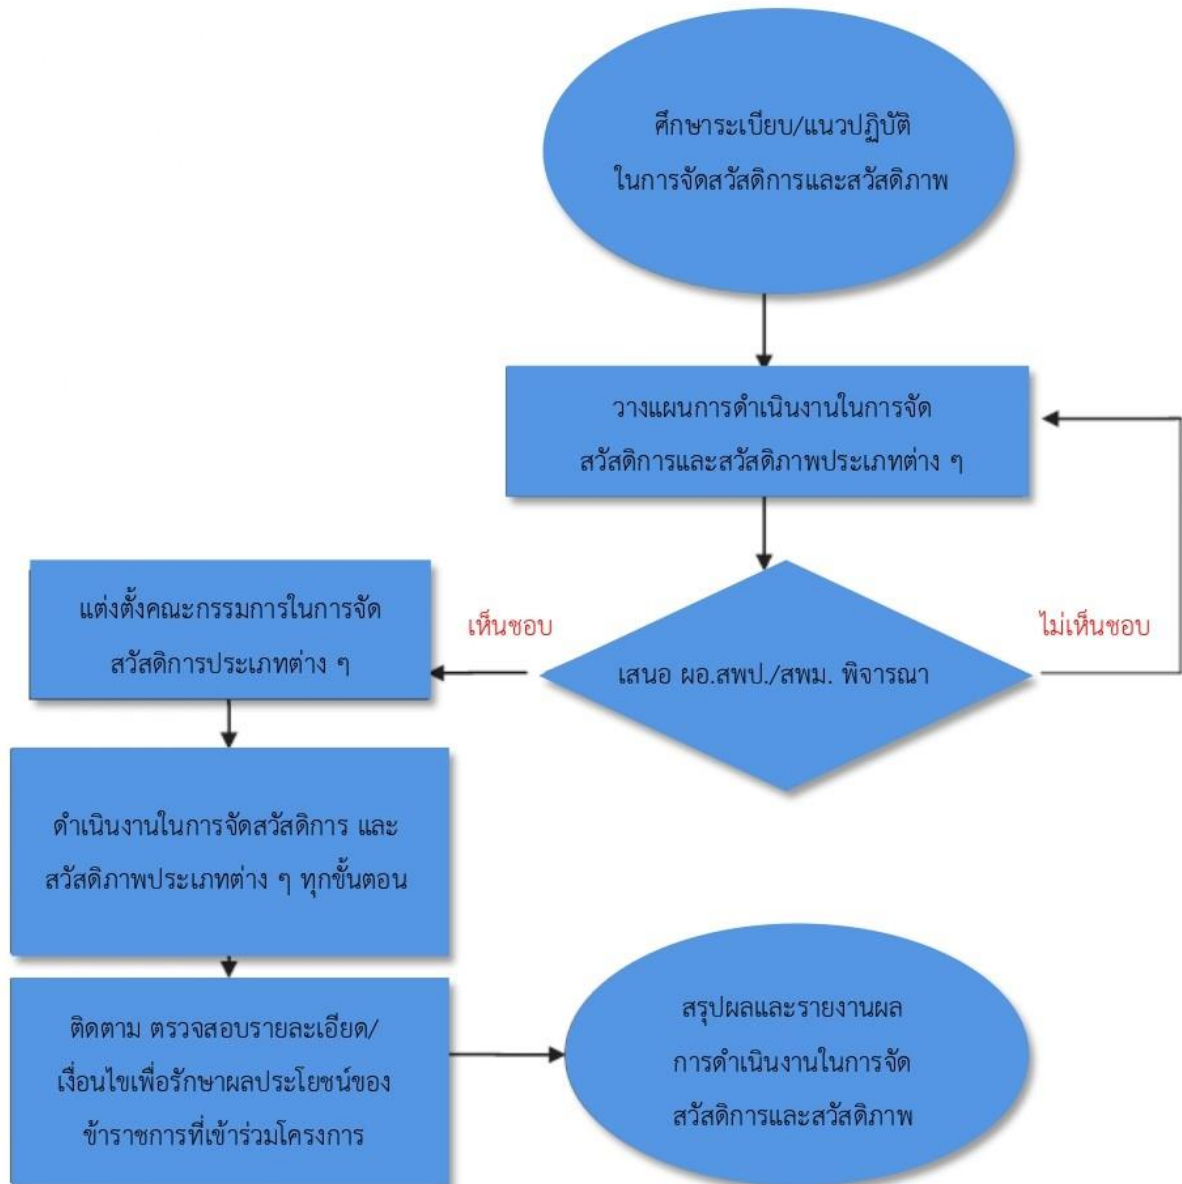 ศึกษาระเบียบ/แนวปฏิบัติ
ในการจัดสวัสดิการและสวัสดิภาพ
วางแผนการดำเนินงานในการจัด
สวัสดิการและสวัสดิภาพประเภทต่าง ๆ
เสนอ ผอ.สพป./สพม. พิจารณา
ไม่เห็นชอบ
เห็นชอบ
แต่งตั้งคณะกรรมการในการจัด
สวัสดิการประเภทต่าง ๆ
ดำเนินงานในการจัดสวัสดิการ และ
สวัสดิภาพประเภทต่าง ๆ ทุกขั้นตอน
ติดตาม ตรวจสอบรายละเอียด/
เงื่อนไขเพื่อรักษาผลประโยชน์ของ
ข้าราชการที่เข้าร่วมโครงการ
สรุปผลและรายงานผล
การดำเนินงานในการจัด
สวัสดิการและสวัสดิภาพ